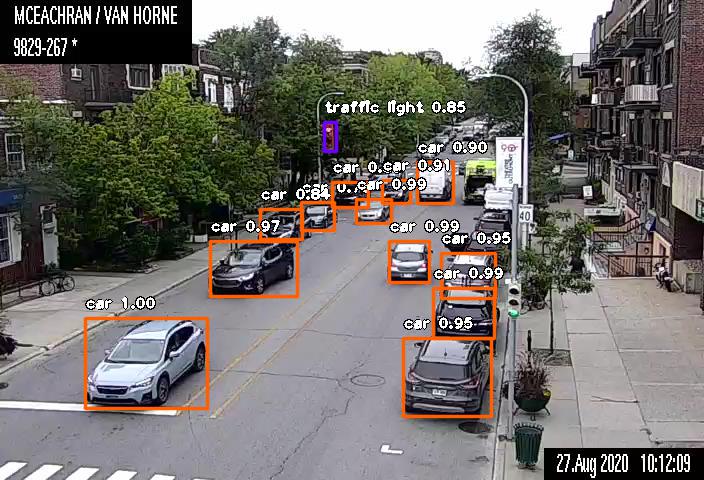 MCEACHRAN / VAN HORNE
9829-267 *
traffic light 0.85
car 0.90
car 0.91
car 0.84
car 0.99
car 0.97
car 0.99
car 0.95
40
car 0.99
car 1.00
car 0.95
27.Aug 2020 10:12:09